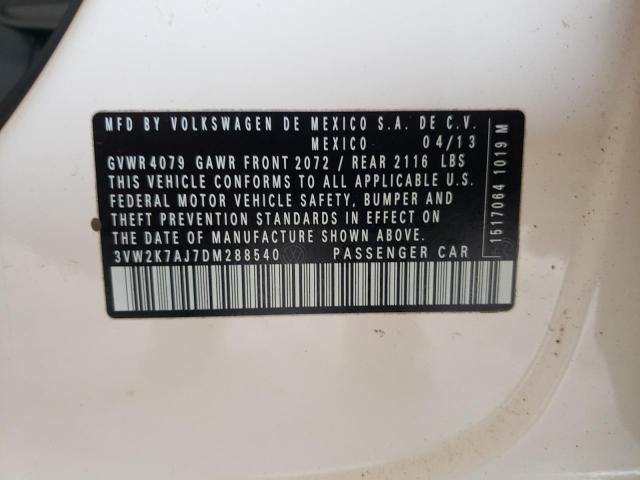 MFD BY VOLKSWAGEN DE MEXICO S.A. DE C.V.
MEXICO 04/13
GVWR 4079 GAWR FRONT 2072 / REAR 2116 LBS
THIS VEHICLE CONFORMS TO ALL APPLICABLE U.S.
FEDERAL MOTOR VEHICLE SAFETY, BUMPER AND
THEFT PREVENTION STANDARDS IN EFFECT ON
THE DATE OF MANUFACTURE SHOWN ABOVE.
3VW2K7AJ7DM288540 PASSENGER CAR
1517064 1019 M